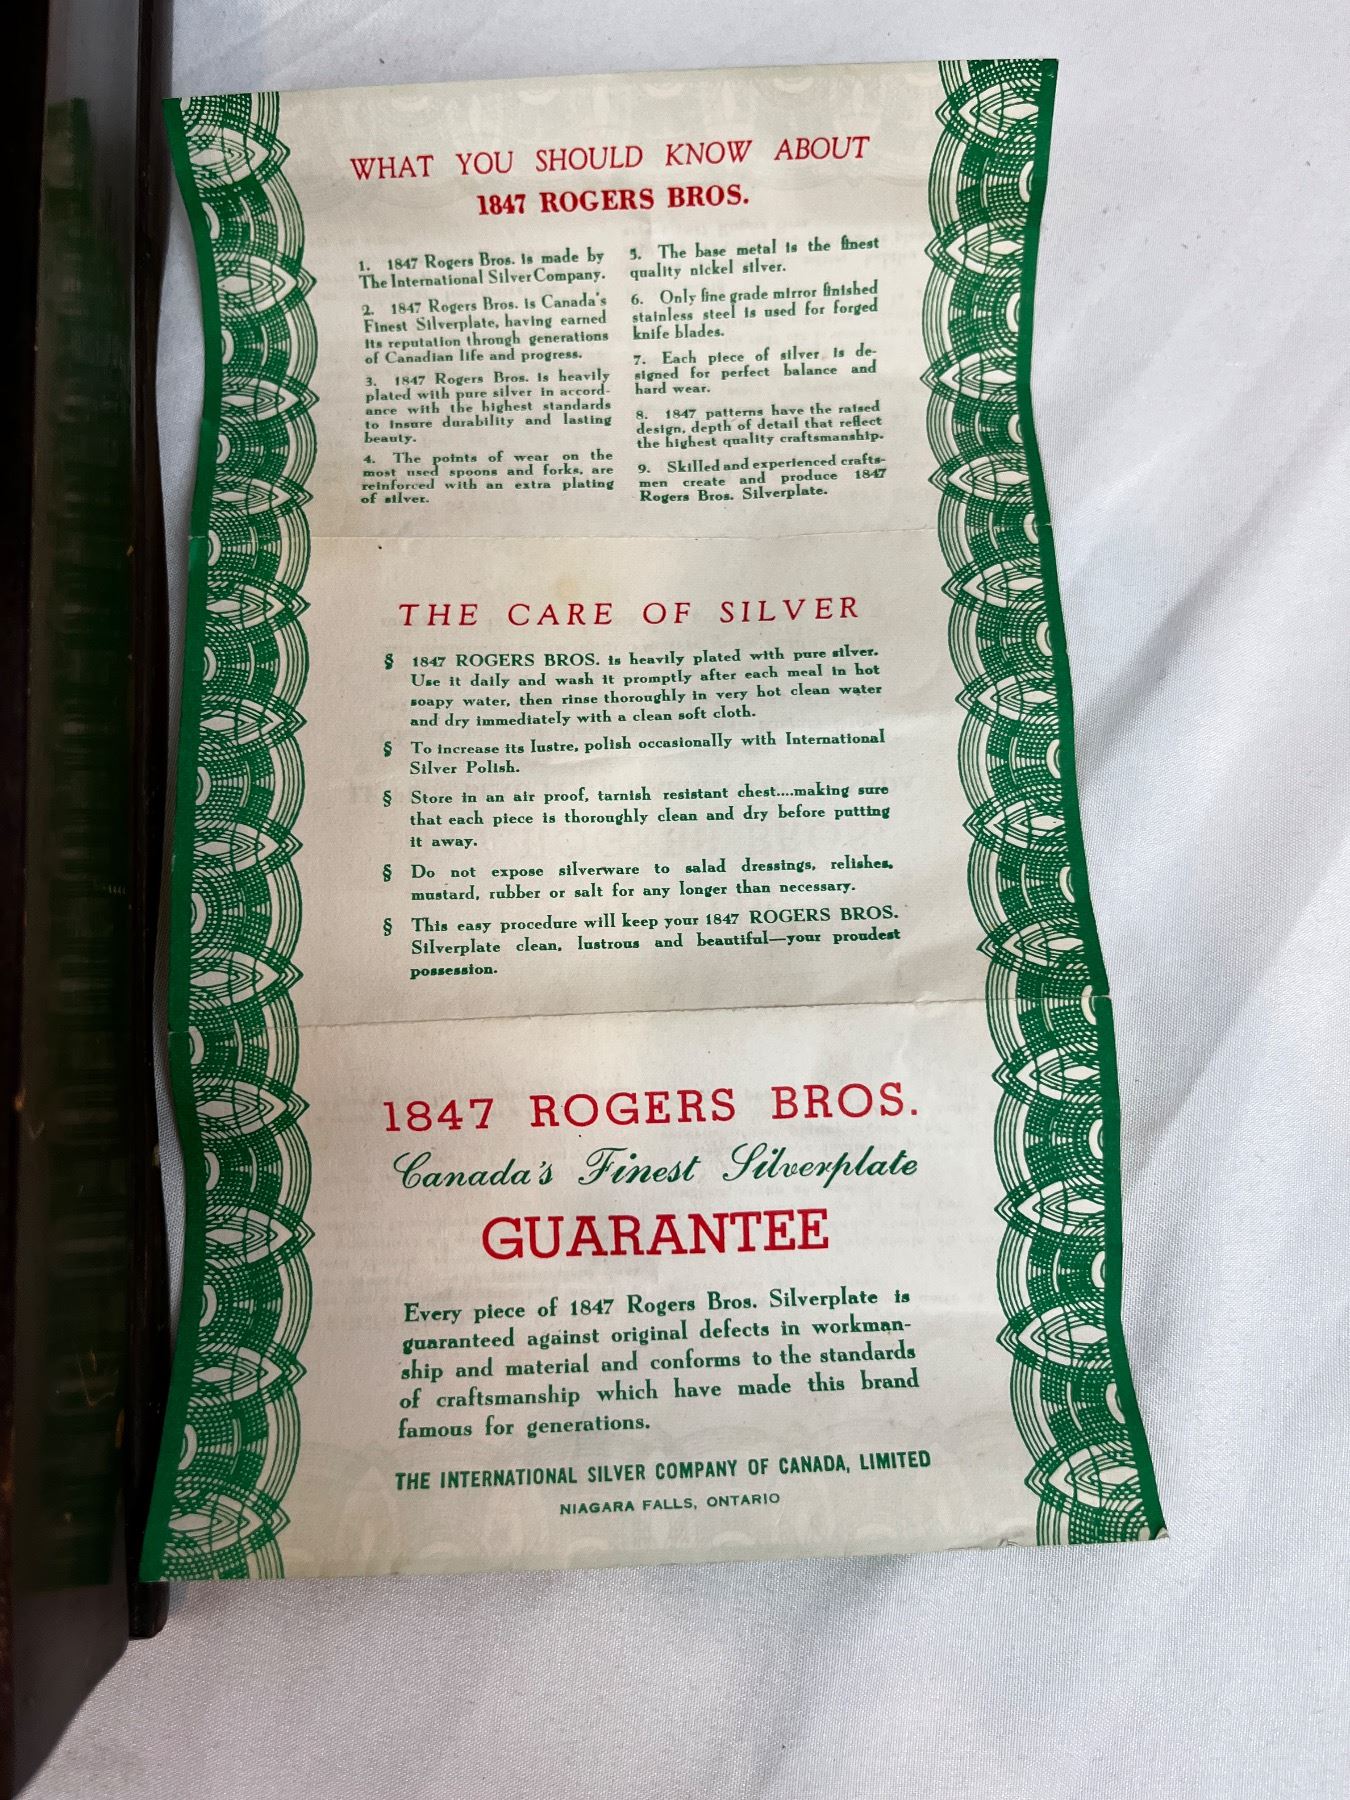 WHAT YOU SHOULD KNOW ABOUT
1847 ROGERS BROS.
1. 1847 Rogers Bros. is made by
The International Silver Company.
2. 1847 Rogers Bros. is Canada's
Finest Silverplate, having earned
its reputation through generations
of Canadian life and progress.
3. 1847 Rogers Bros. is heavily
plated with pure silver in accord-
ance with the highest standards
to insure durability and lasting
beauty.
4. The points of wear on the
most used spoons and forks, are
reinforced with an extra plating
of silver.
5. The base metal is the finest
quality nickel silver.
6. Only fine grade mirror finished
stainless steel is used for forged
knife blades.
7. Each piece of silver is de-
signed for perfect balance and
hard wear.
8. 1847 patterns have the raised
design, depth of detail that reflect
the highest quality craftsmanship.
9. Skilled and experienced crafts-
men create and produce 1847
Rogers Bros. Silverplate.
THE CARE OF SILVER
§ 1847 ROGERS BROS. is heavily plated with pure silver.
Use it daily and wash it promptly after each meal in hot
soapy water, then rinse thoroughly in very hot clean water
and dry immediately with a clean soft cloth.
§ To increase its lustre, polish occasionally with International
Silver Polish.
§ Store in an air proof, tarnish resistant chest....making sure
that each piece is thoroughly clean and dry before putting
it away.
§ Do not expose silverware to salad dressings, relishes,
mustard, rubber or salt for any longer than necessary.
§ This easy procedure will keep your 1847 ROGERS BROS.
Silverplate clean, lustrous and beautiful—your proudest
possession.
1847 ROGERS BROS.
Canada's Finest Silverplate
GUARANTEE
Every piece of 1847 Rogers Bros. Silverplate is
guaranteed against original defects in workman-
ship and material and conforms to the standards
of craftsmanship which have made this brand
famous for generations.
THE INTERNATIONAL SILVER COMPANY OF CANADA, LIMITED
NIAGARA FALLS, ONTARIO